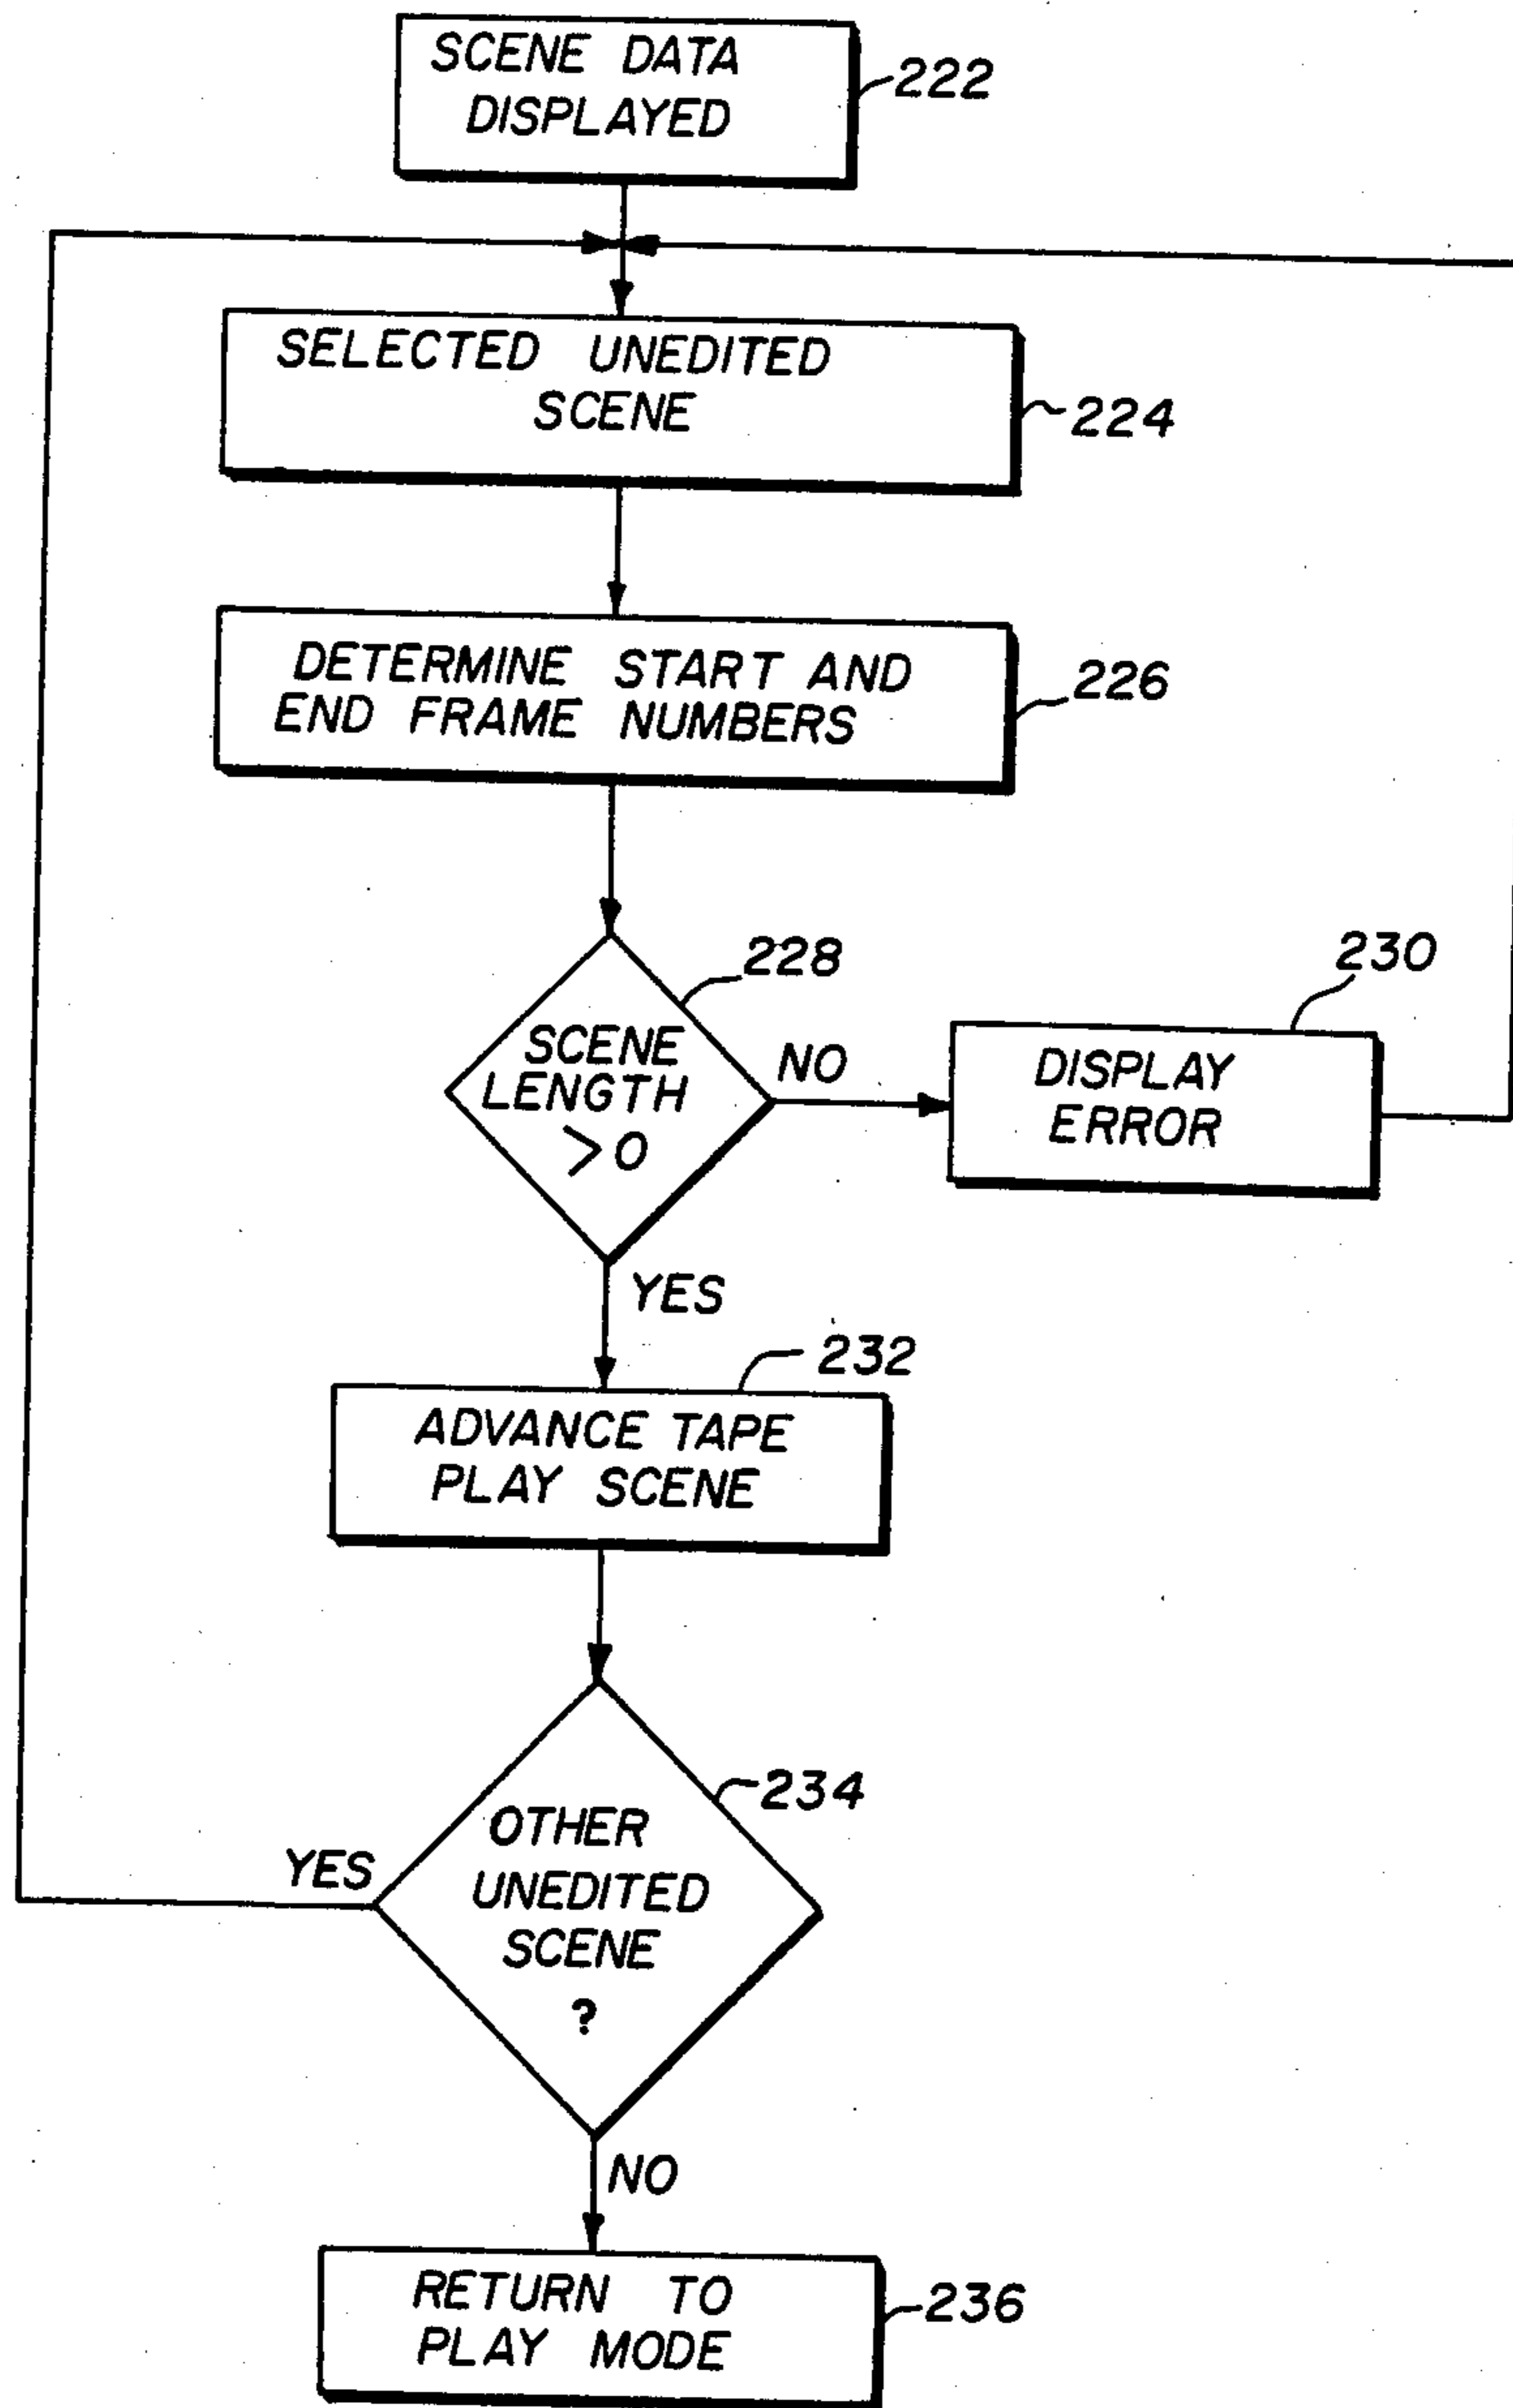 SCENE DATA
DISPLAYED
222
SELECTED UNEDITED
SCENE
224
DETERMINE START AND
END FRAME NUMBERS
226
228
SCENE
LENGTH
>0
NO
230
DISPLAY
ERROR
YES
232
ADVANCE TAPE
PLAY SCENE
234
OTHER
UNEDITED
SCENE
?
YES
NO
RETURN TO
PLAY MODE
236